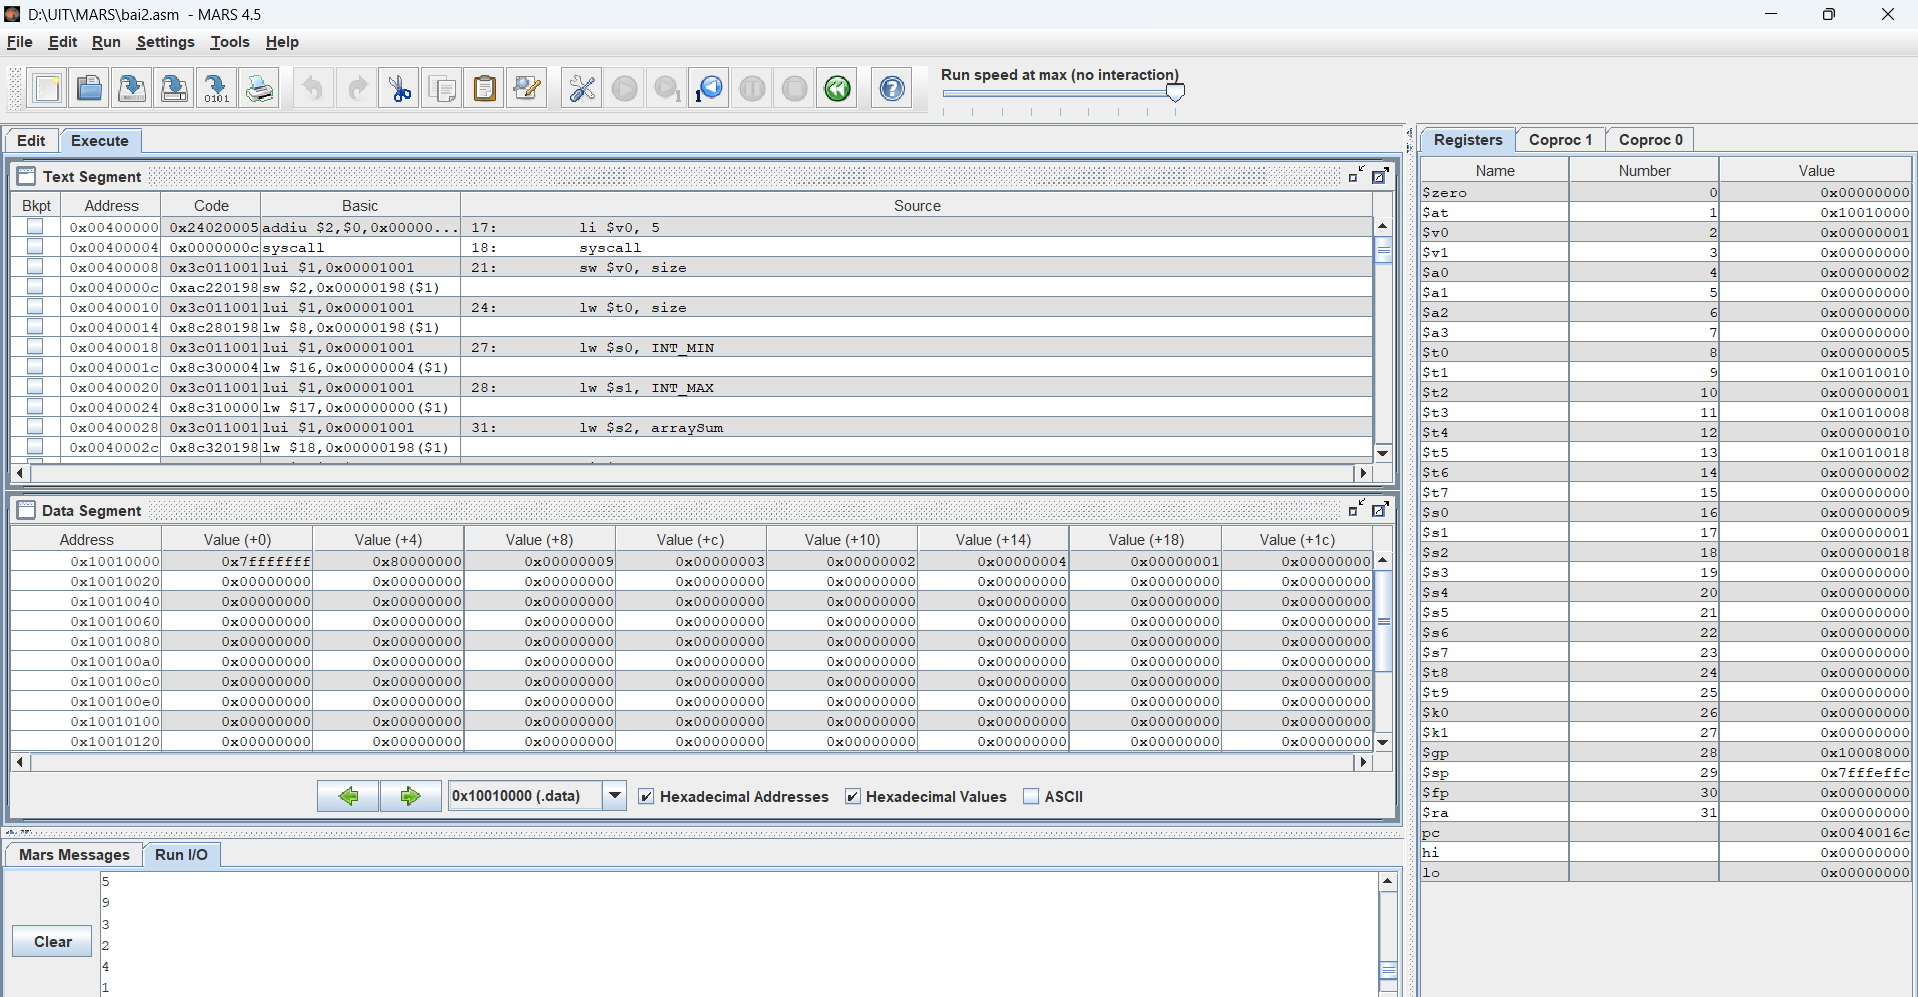 D:\UIT\MARS\bai2.asm - MARS 4.5
File Edit Run Settings Tools Help
Run speed at max (no interaction)
Edit Execute
Text Segment
Bkpt Address Code Basic Source
0x00400000 0x24020005 addiu $2,$0,0x00000... 17: li $v0, 5
0x00400004 0x0000000c syscall 18: syscall
0x00400008 0x3c011001 lui $1,0x00001001 21: sw $v0, size
0x0040000c 0xac220198 sw $2,0x00000198($1)
0x00400010 0x3c011001 lui $1,0x00001001 24: lw $t0, size
0x00400014 0x8c280198 lw $8,0x00000198($1)
0x00400018 0x3c011001 lui $1,0x00001001 27: lw $s0, INT_MIN
0x0040001c 0x8c300004 lw $16,0x00000004($1)
0x00400020 0x3c011001 lui $1,0x00001001 28: lw $s1, INT_MAX
0x00400024 0x8c310000 lw $17,0x00000000($1)
0x00400028 0x3c011001 lui $1,0x00001001 31: lw $s2, arraySum
0x0040002c 0x8c320198 lw $18,0x00000198($1)
Data Segment
Address Value (+0) Value (+4) Value (+8) Value (+c) Value (+10) Value (+14) Value (+18) Value (+1c)
0x10010000 0x7fffffff 0x80000000 0x00000009 0x00000003 0x00000002 0x00000004 0x00000001 0x00000000
0x10010020 0x00000000 0x00000000 0x00000000 0x00000000 0x00000000 0x00000000 0x00000000 0x00000000
0x10010040 0x00000000 0x00000000 0x00000000 0x00000000 0x00000000 0x00000000 0x00000000 0x00000000
0x10010060 0x00000000 0x00000000 0x00000000 0x00000000 0x00000000 0x00000000 0x00000000 0x00000000
0x10010080 0x00000000 0x00000000 0x00000000 0x00000000 0x00000000 0x00000000 0x00000000 0x00000000
0x100100a0 0x00000000 0x00000000 0x00000000 0x00000000 0x00000000 0x00000000 0x00000000 0x00000000
0x100100c0 0x00000000 0x00000000 0x00000000 0x00000000 0x00000000 0x00000000 0x00000000 0x00000000
0x100100e0 0x00000000 0x00000000 0x00000000 0x00000000 0x00000000 0x00000000 0x00000000 0x00000000
0x10010100 0x00000000 0x00000000 0x00000000 0x00000000 0x00000000 0x00000000 0x00000000 0x00000000
0x10010120 0x00000000 0x00000000 0x00000000 0x00000000 0x00000000 0x00000000 0x00000000 0x00000000
0x10010000 (.data) Hexadecimal Addresses Hexadecimal Values ASCII
Mars Messages Run I/O
Clear
5
9
3
2
4
1
Registers Coproc 1 Coproc 0
Name Number Value
$zero 0 0x00000000
$at 1 0x10010000
$v0 2 0x00000001
$v1 3 0x00000000
$a0 4 0x00000002
$a1 5 0x00000000
$a2 6 0x00000000
$a3 7 0x00000000
$t0 8 0x00000005
$t1 9 0x10010010
$t2 10 0x00000001
$t3 11 0x10010008
$t4 12 0x00000010
$t5 13 0x10010018
$t6 14 0x00000002
$t7 15 0x00000000
$s0 16 0x00000009
$s1 17 0x00000001
$s2 18 0x00000018
$s3 19 0x00000000
$s4 20 0x00000000
$s5 21 0x00000000
$s6 22 0x00000000
$s7 23 0x00000000
$t8 24 0x00000000
$t9 25 0x00000000
$k0 26 0x00000000
$k1 27 0x00000000
$gp 28 0x10008000
$sp 29 0x7fffeffc
$fp 30 0x00000000
$ra 31 0x00000000
pc 0x0040016c
hi 0x00000000
lo 0x00000000